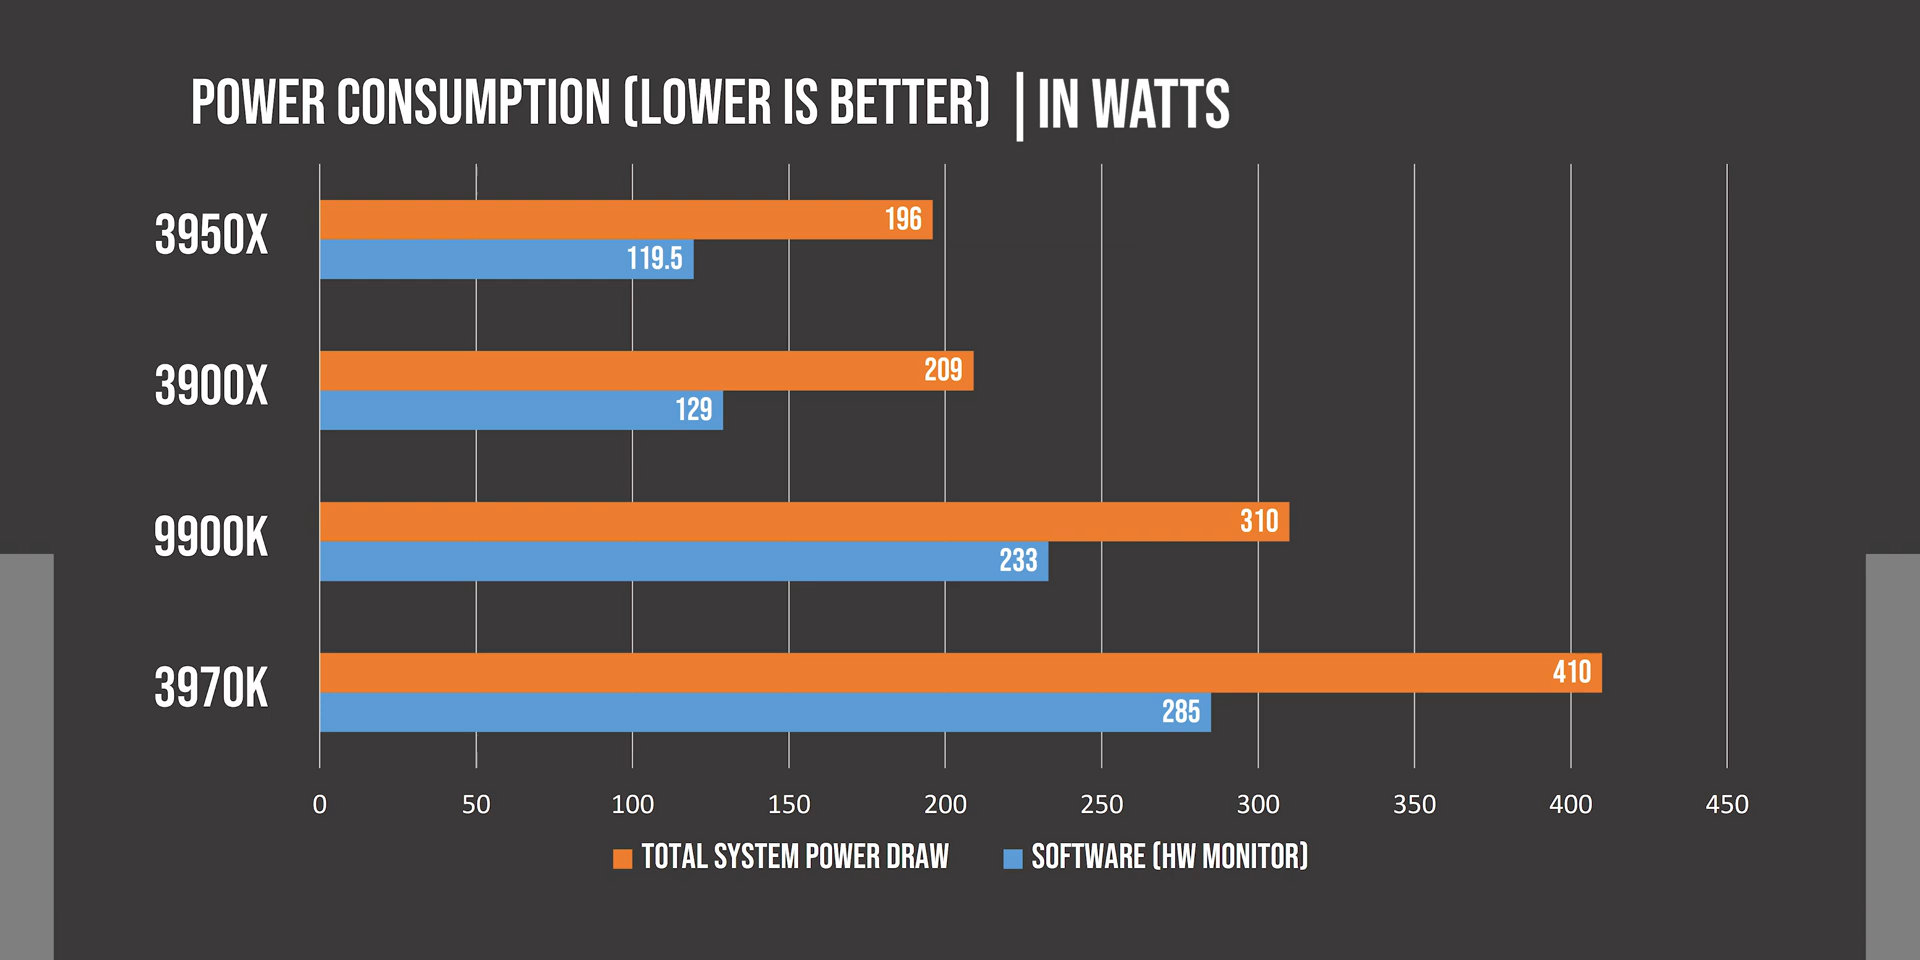 POWER CONSUMPTION (LOWER IS BETTER) | IN WATTS
3950X
196
119.5
3900X
209
129
9900K
310
233
3970K
410
285
0 50 100 150 200 250 300 350 400 450
TOTAL SYSTEM POWER DRAW SOFTWARE (HW MONITOR)